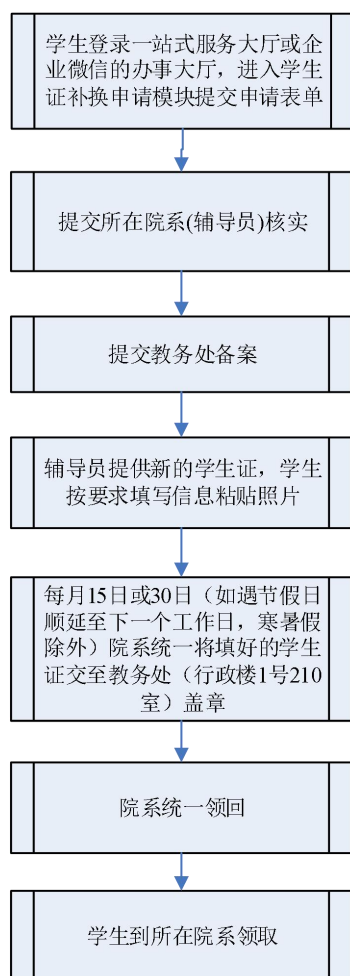 学生登录一站式服务大厅或企
业微信的办事大厅，进入学生
证补换申请模块提交申请表单
提交所在院系(辅导员)核实
提交教务处备案
辅导员提供新的学生证，学生
按要求填写信息粘贴照片
每月15日或30日（如遇节假日
顺延至下一个工作日，寒暑假
除外）院系统一将填好的学生
证交至教务处（行政楼1号210
室）盖章
院系统一领回
学生到所在院系领取